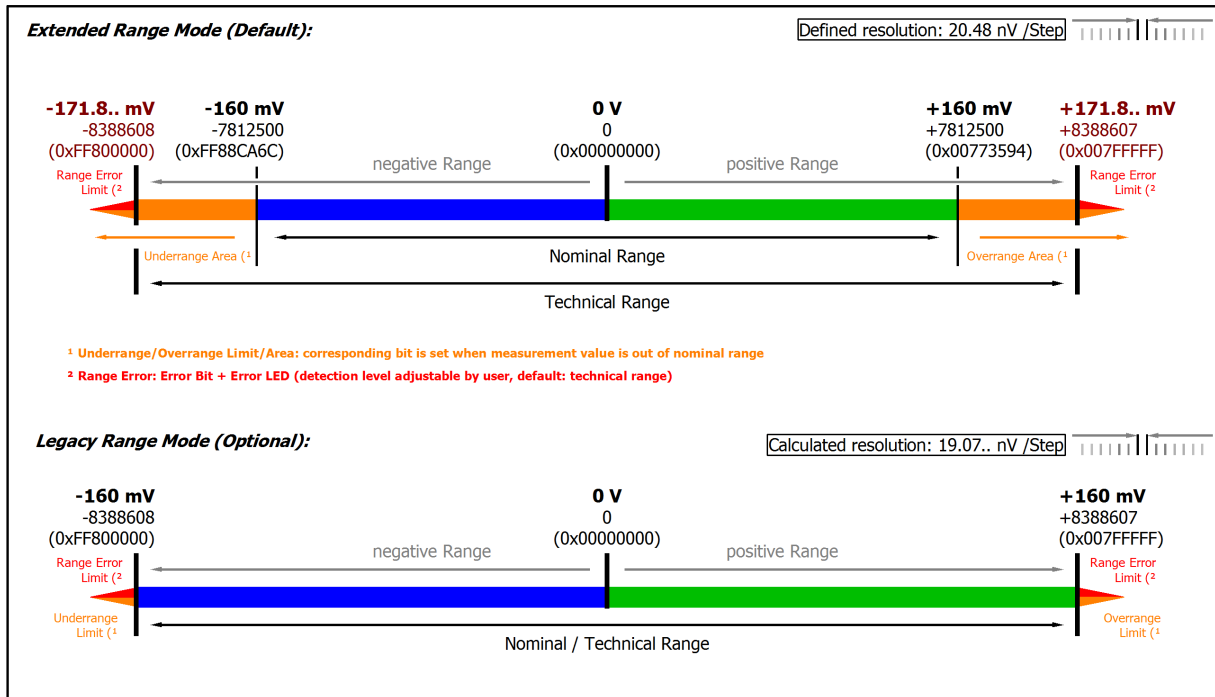 Extended Range Mode (Default):
Defined resolution: 20.48 nV /Step
-171.8.. mV
-8388608
(0xFF800000)
-160 mV
-7812500
(0xFF88CA6C)
0 V
0
(0x00000000)
+160 mV
+7812500
(0x00773594)
+171.8.. mV
+8388607
(0x007FFFFF)
negative Range
positive Range
Range Error
Limit (²
Range Error
Limit (²
Underrange Area (¹
Nominal Range
Overrange Area (¹
Technical Range
¹ Underrange/Overrange Limit/Area: corresponding bit is set when measurement value is out of nominal range
² Range Error: Error Bit + Error LED (detection level adjustable by user, default: technical range)
Legacy Range Mode (Optional):
Calculated resolution: 19.07.. nV /Step
-160 mV
-8388608
(0xFF800000)
0 V
0
(0x00000000)
+160 mV
+8388607
(0x007FFFFF)
negative Range
positive Range
Range Error
Limit (²
Range Error
Limit (²
Underrange
Limit (¹
Overrange
Limit (¹
Nominal / Technical Range